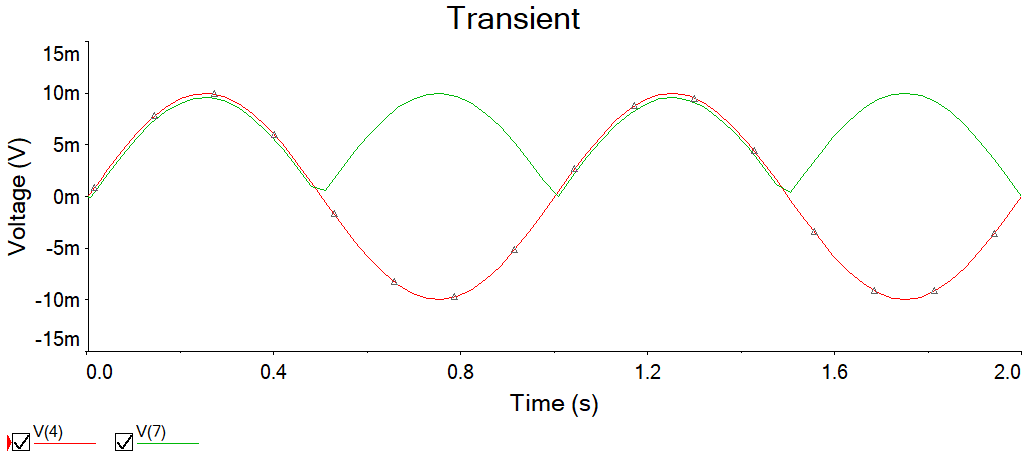 Transient
15m
10m
5m
0m
-5m
-10m
-15m
Voltage (V)
0.0 0.4 0.8 1.2 1.6 2.0
Time (s)
V(4) V(7)